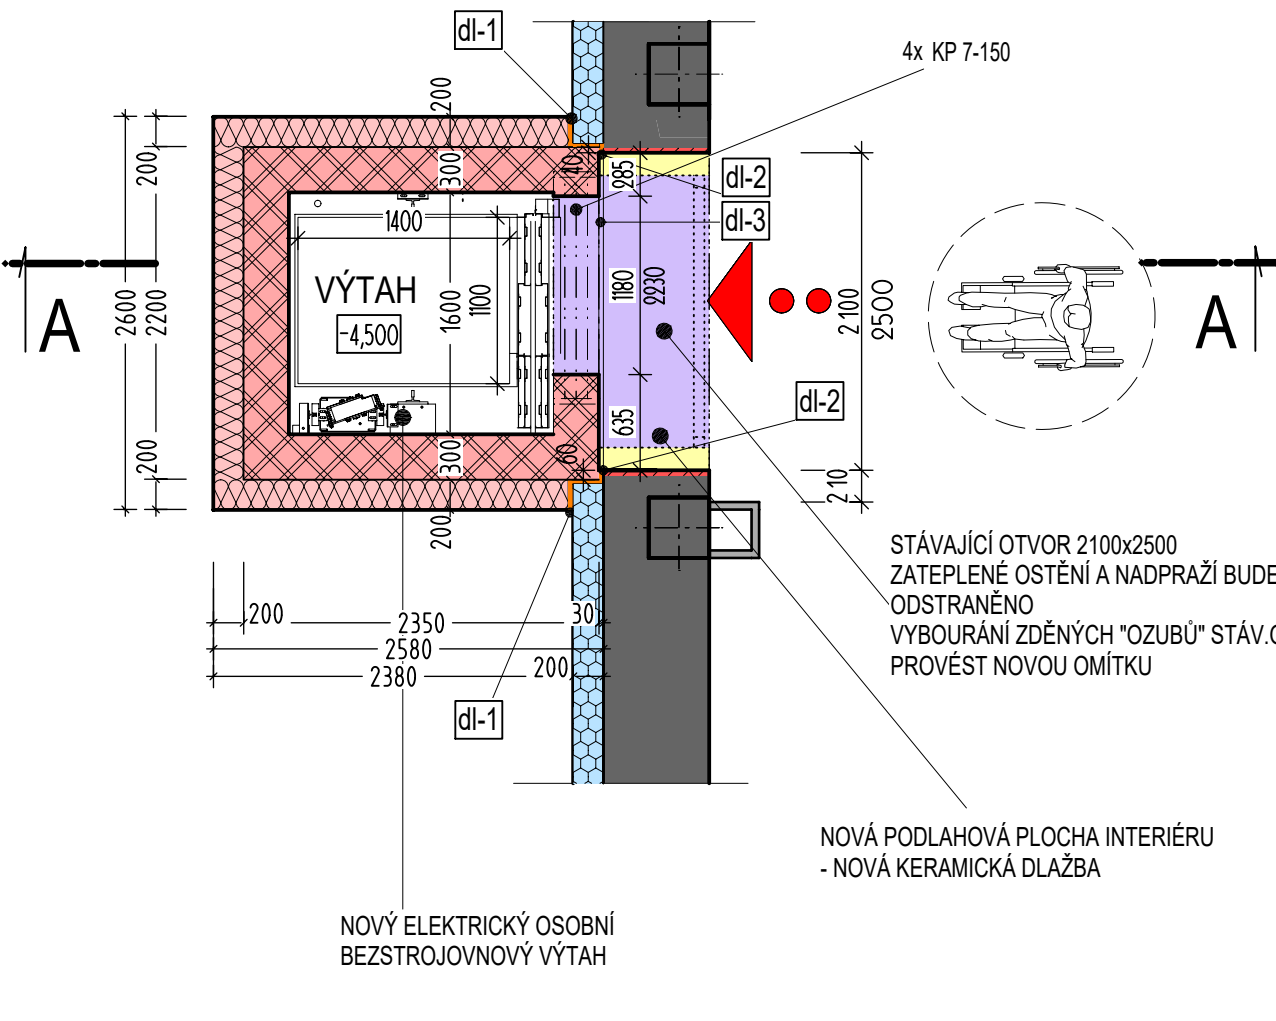 dl-1
4x KP 7-150
200
200
300
40
285
dl-2
dl-3
1400
VÝTAH
-4,500
1100
1600
1180
2230
2600
2200
2100
2500
A
A
dl-2
635
60
300
200
200
210
STÁVAJÍCÍ OTVOR 2100x2500
ZATEPLENÉ OSTĚNÍ A NADPRAŽÍ BUDE
ODSTRANĚNO
VYBOURÁNÍ ZDĚNÝCH "OZUBŮ" STÁV.
PROVÉST NOVOU OMÍTKU
200
2350
30
2580
2380
200
dl-1
NOVÁ PODLAHOVÁ PLOCHA INTERIÉRU
- NOVÁ KERAMICKÁ DLAŽBA
NOVÝ ELEKTRICKÝ OSOBNÍ
BEZSTROJOVNOVÝ VÝTAH